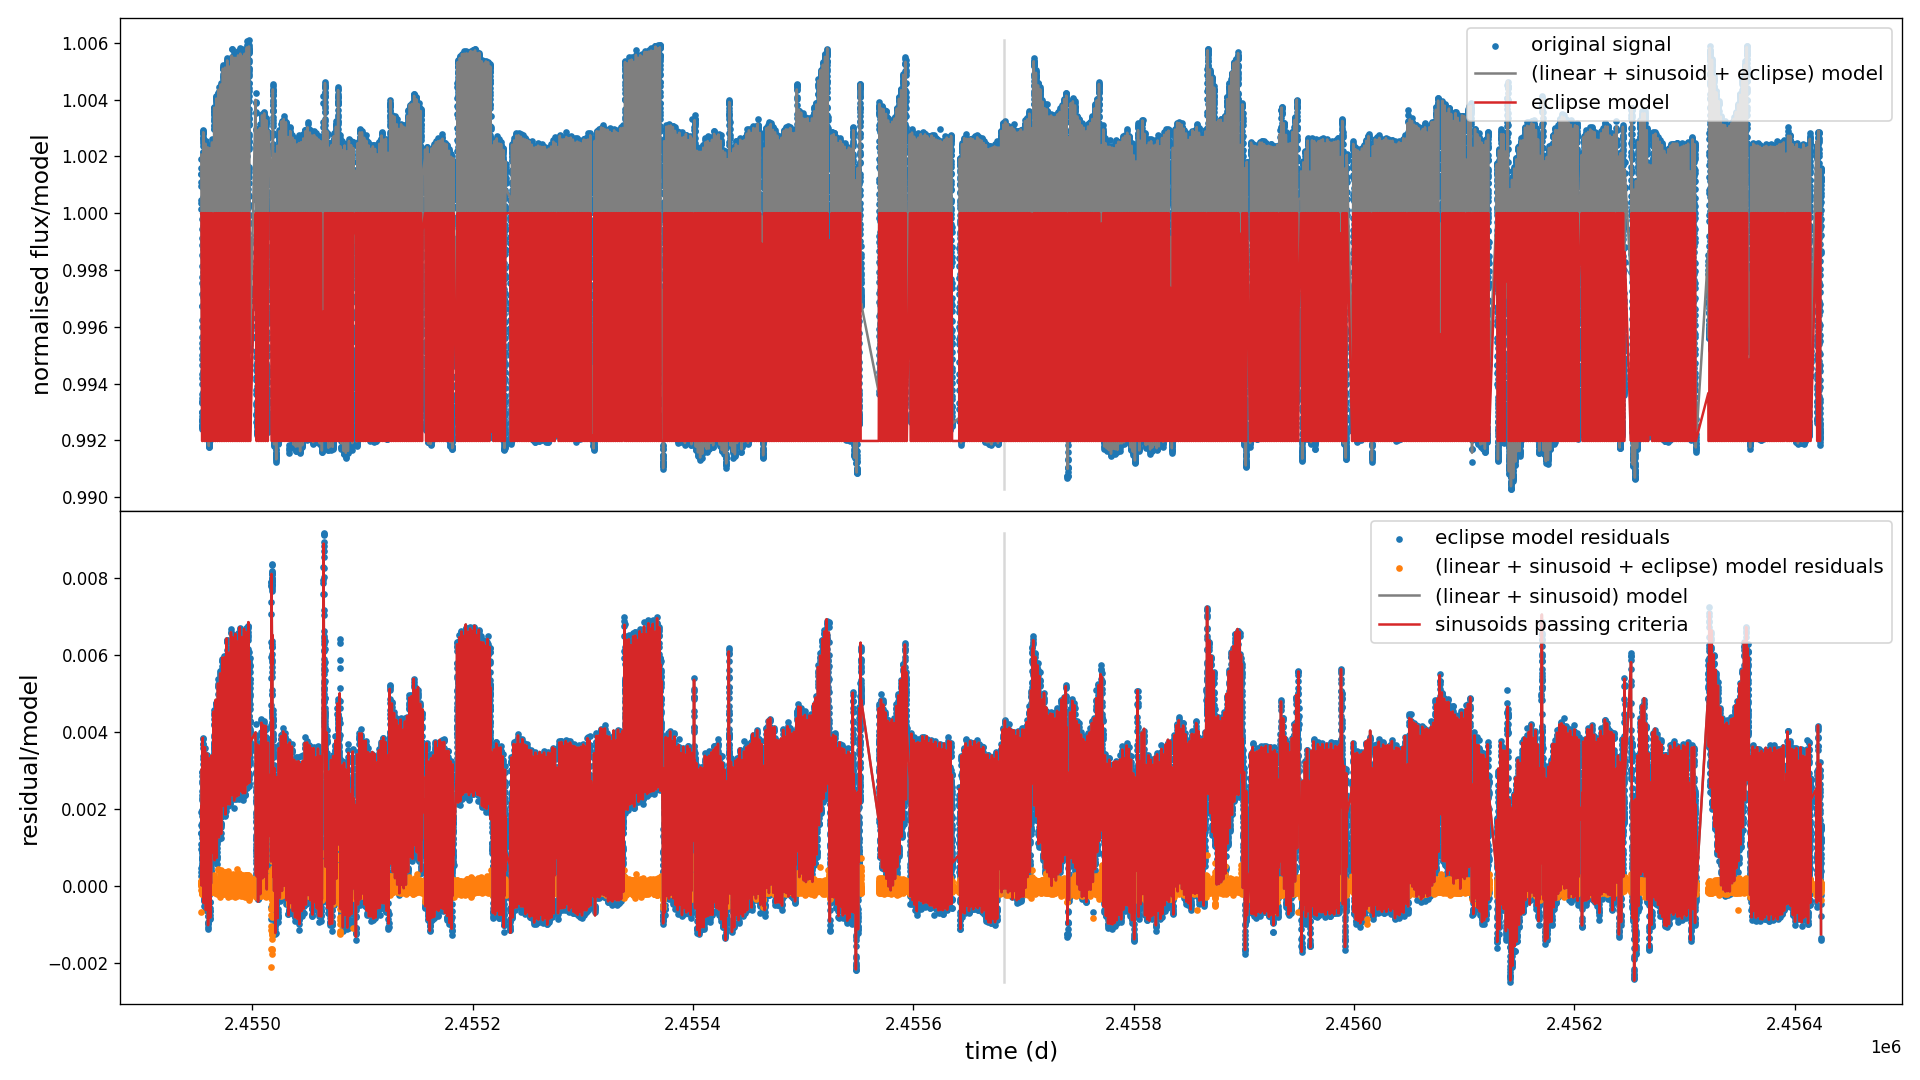 1.006
1.004
1.002
1.000
0.998
0.996
0.994
0.992
0.990
normalised flux/model
original signal
(linear + sinusoid + eclipse) model
eclipse model
0.008
0.006
0.004
0.002
0.000
−0.002
residual/model
eclipse model residuals
(linear + sinusoid + eclipse) model residuals
(linear + sinusoid) model
sinusoids passing criteria
2.4550 2.4552 2.4554 2.4556 2.4558 2.4560 2.4562 2.4564
time (d)
1e6